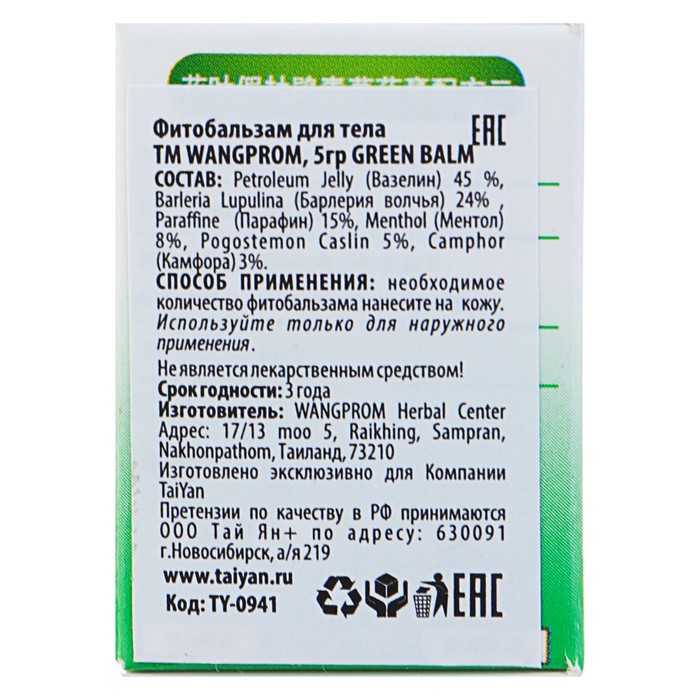 Фитобальзам для тела EAC
ТМ WANGPROM, 5гр GREEN BALM
СОСТАВ: Petroleum Jelly (Вазелин) 45 %,
Barleria Lupulina (Барлерия волчья) 24% ,
Paraffine (Парафин) 15%, Menthol (Ментол)
8%, Pogostemon Caslin 5%, Camphor
(Камфора) 3%.
СПОСОБ ПРИМЕНЕНИЯ: необходимое
количество фитобальзама нанесите на кожу.
Используйте только для наружного
применения.
Не является лекарственным средством!
Срок годности: 3 года
Изготовитель: WANGPROM Herbal Center
Адрес: 17/13 moo 5, Raikhing, Sampran,
Nakhonpathom, Таиланд, 73210
Изготовлено эксклюзивно для Компании
TaiYan
Претензии по качеству в РФ принимаются
ООО Тай Ян+ по адресу: 630091
г.Новосибирск, а/я 219
www.taiyan.ru
Код: TY-0941 EAC